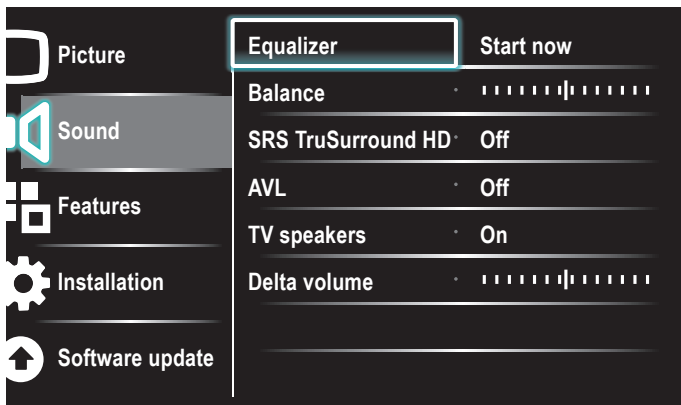 Picture
Sound
Features
Installation
Software update
Equalizer Start now
Balance
SRS TruSurround HD Off
AVL Off
TV speakers On
Delta volume